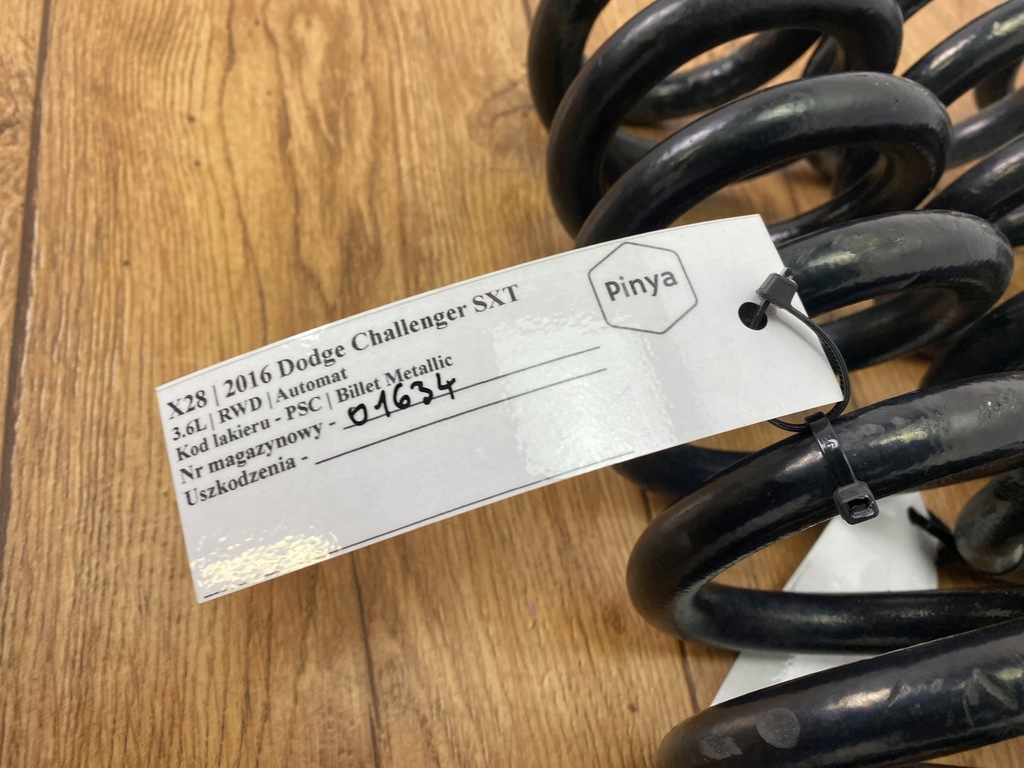 Pinya
X28 | 2016 Dodge Challenger SXT
3.6L | RWD | Automat
Kod lakieru - PSC | Billet Metallic
Nr magazynowy - 01634
Uszkodzenia -